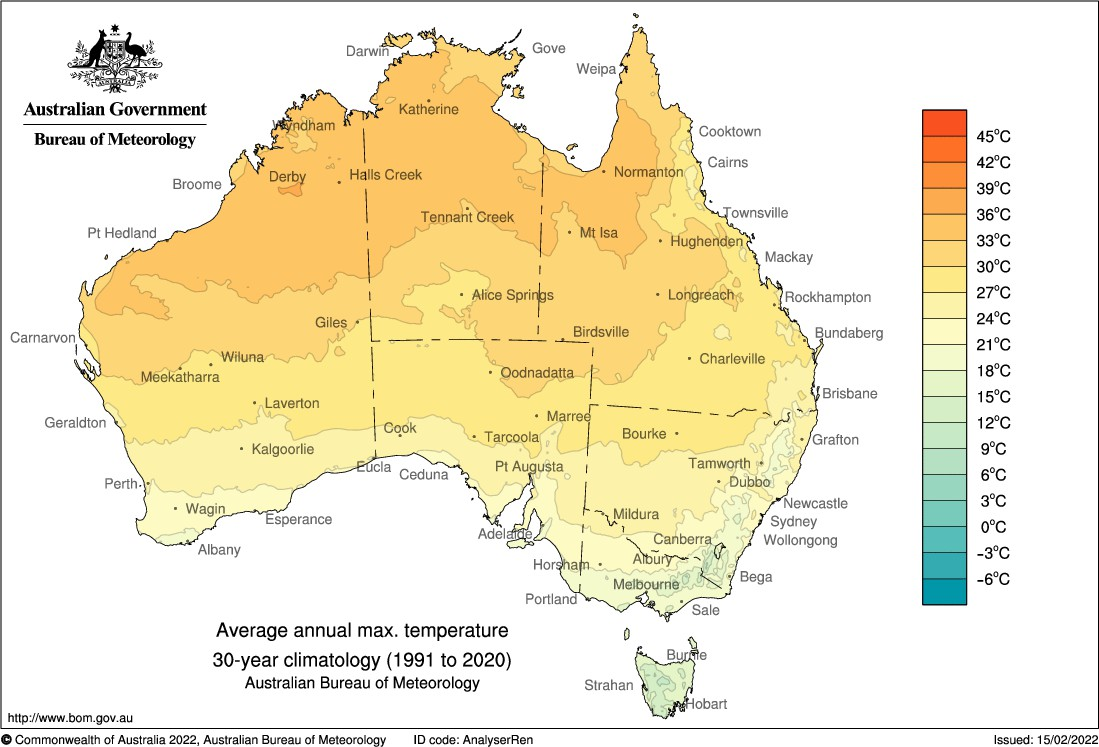 Australian Government
Bureau of Meteorology
Darwin
Gove
Weipa
Katherine
Wyndham
Cooktown
Cairns
Broome
Derby
Halls Creek
Normanton
Tennant Creek
Townsville
Pt Hedland
Mt Isa
Hughenden
Mackay
Alice Springs
Longreach
Rockhampton
Giles
Birdsville
Bundaberg
Carnarvon
Wiluna
Charleville
Meekatharra
Oodnadatta
Brisbane
Laverton
Marree
Geraldton
Cook
Tarcoola
Bourke
Grafton
Kalgoorlie
Eucla
Ceduna
Pt Augusta
Tamworth
Perth
Dubbo
Wagin
Newcastle
Esperance
Mildura
Sydney
Adelaide
Canberra
Wollongong
Albany
Horsham
Albury
Melbourne
Bega
Portland
Sale
Burnie
Strahan
Hobart
45°C
42°C
39°C
36°C
33°C
30°C
27°C
24°C
21°C
18°C
15°C
12°C
9°C
6°C
3°C
0°C
-3°C
-6°C
Average annual max. temperature
30-year climatology (1991 to 2020)
Australian Bureau of Meteorology
http://www.bom.gov.au
© Commonwealth of Australia 2022, Australian Bureau of Meteorology ID code: AnalyserRen Issued: 15/02/2022